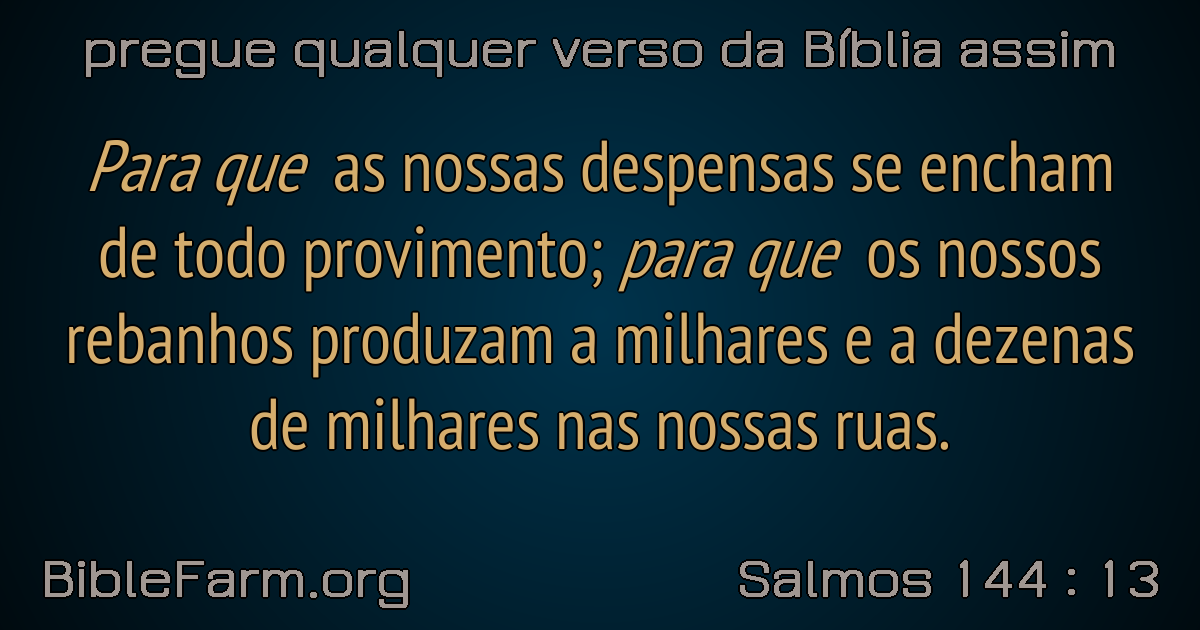 pregue qualquer verso da Bíblia assim
Para que as nossas despensas se encham
de todo provimento; para que os nossos
rebanhos produzam a milhares e a dezenas
de milhares nas nossas ruas.
BibleFarm.org
Salmos 144 : 13